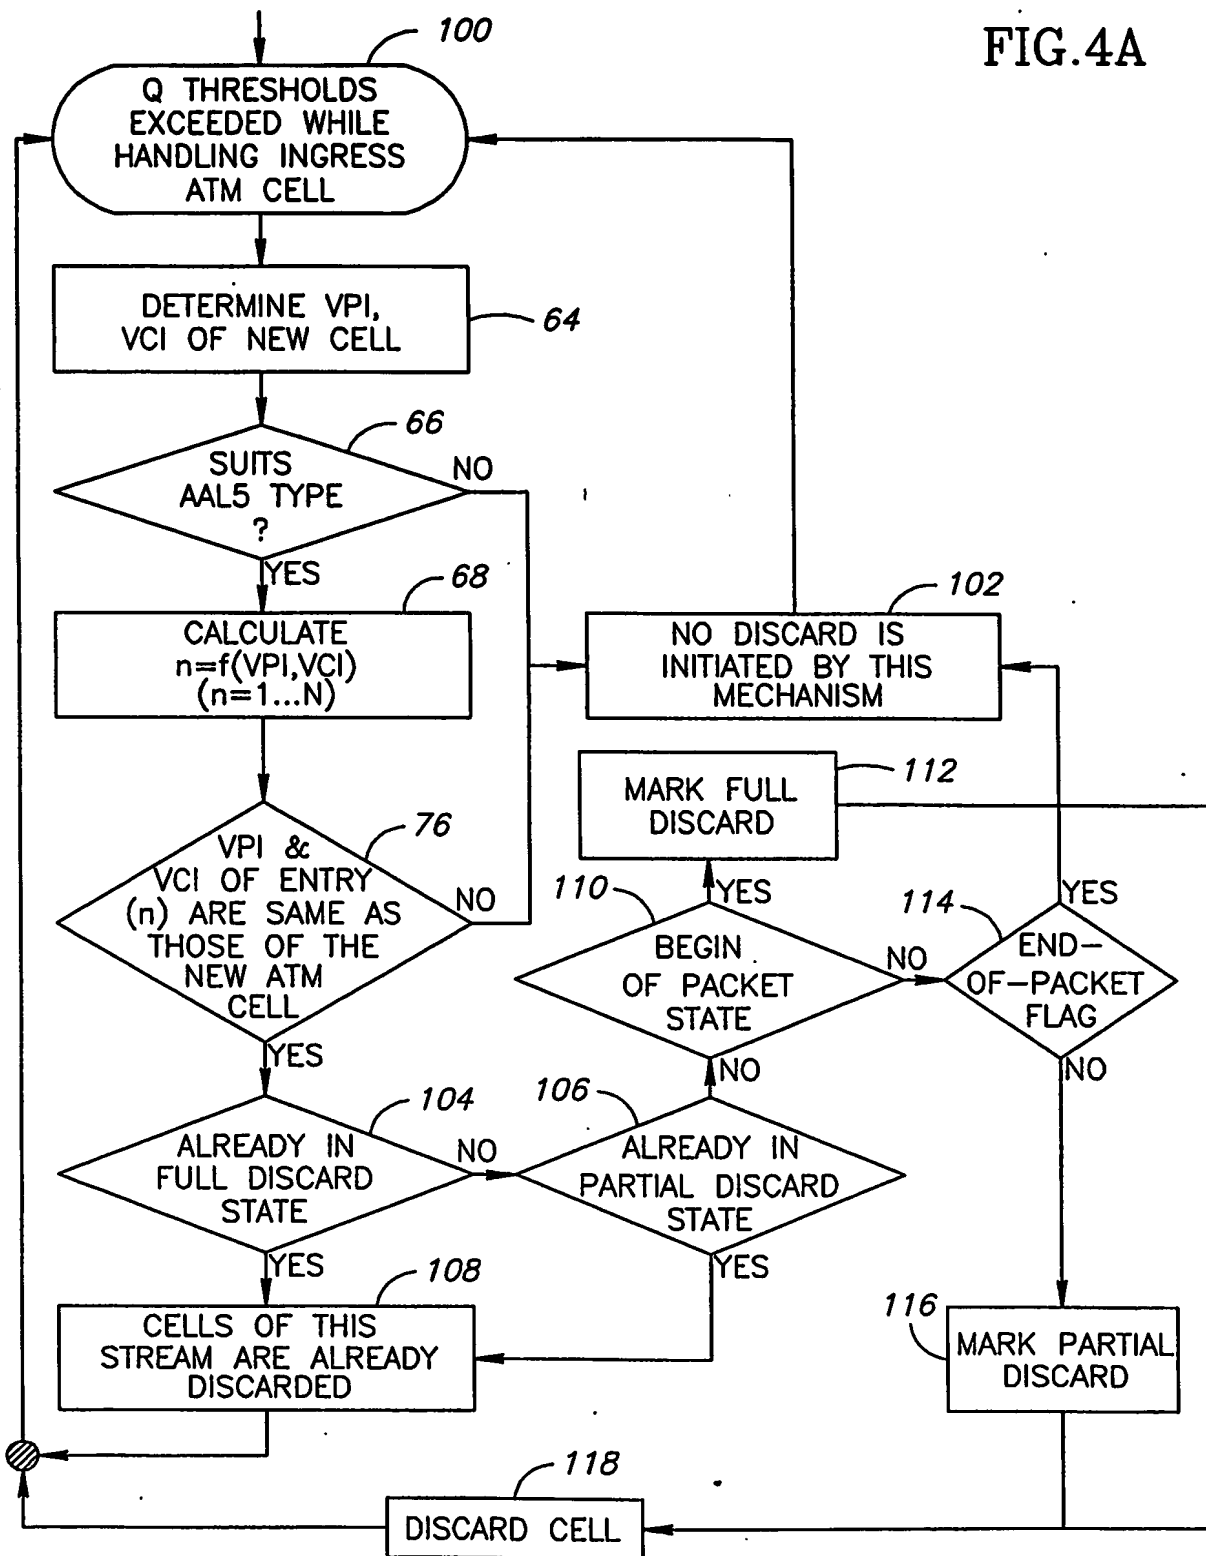 FIG.4A
100
Q THRESHOLDS
EXCEEDED WHILE
HANDLING INGRESS
ATM CELL
DETERMINE VPI,
VCI OF NEW CELL
64
66
SUITS
AAL5 TYPE
?
NO
YES
68
CALCULATE
n=f(VPI,VCI)
(n=1...N)
102
NO DISCARD IS
INITIATED BY THIS
MECHANISM
76
VPI &
VCI OF ENTRY
(n) ARE SAME AS
THOSE OF THE
NEW ATM
CELL
NO
YES
112
MARK FULL
DISCARD
110
YES
BEGIN
OF PACKET
STATE
NO
NO
114
YES
END-
OF-PACKET
FLAG
NO
104
ALREADY IN
FULL DISCARD
STATE
NO
YES
106
ALREADY IN
PARTIAL DISCARD
STATE
YES
108
CELLS OF THIS
STREAM ARE ALREADY
DISCARDED
116
MARK PARTIAL
DISCARD
118
DISCARD CELL